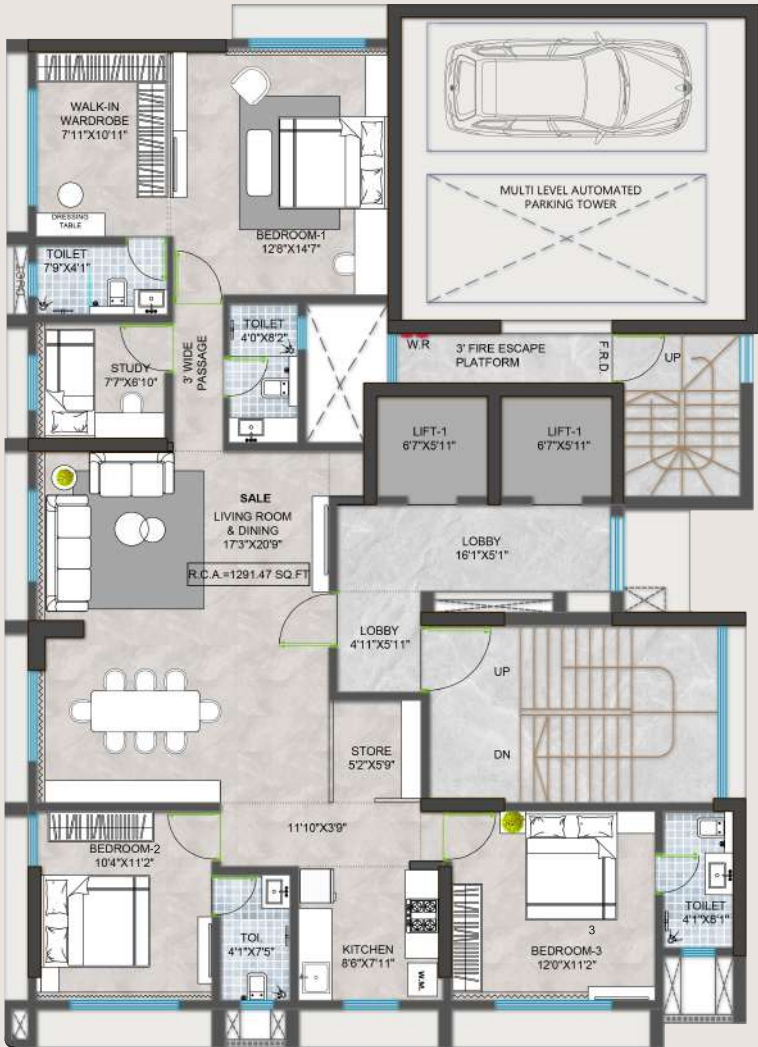 WALK-IN
WARDROBE
7'11"X10'11"
DRESSING
TABLE
BEDROOM-1
12'8"X14'7"
MULTI LEVEL AUTOMATED
PARKING TOWER
TOILET
7'9"X4'1"
TOILET
4'0"X8'2"
W.R
3' FIRE ESCAPE
PLATFORM
F.R.D.
UP
STUDY
7'7"X6'10"
3' WIDE
PASSAGE
LIFT-1
6'7"X5'11"
LIFT-1
6'7"X5'11"
SALE
LIVING ROOM
& DINING
17'3"X20'9"
R.C.A.=1291.47 SQ.FT
LOBBY
16'1"X5'1"
LOBBY
4'11"X5'11"
UP
DN
STORE
5'2"X5'9"
11'10"X3'9"
BEDROOM-2
10'4"X11'2"
TOI.
4'1"X7'5"
KITCHEN
8'6"X7'11"
W.M.
3
BEDROOM-3
12'0"X11'2"
TOILET
4'1"X8'1"